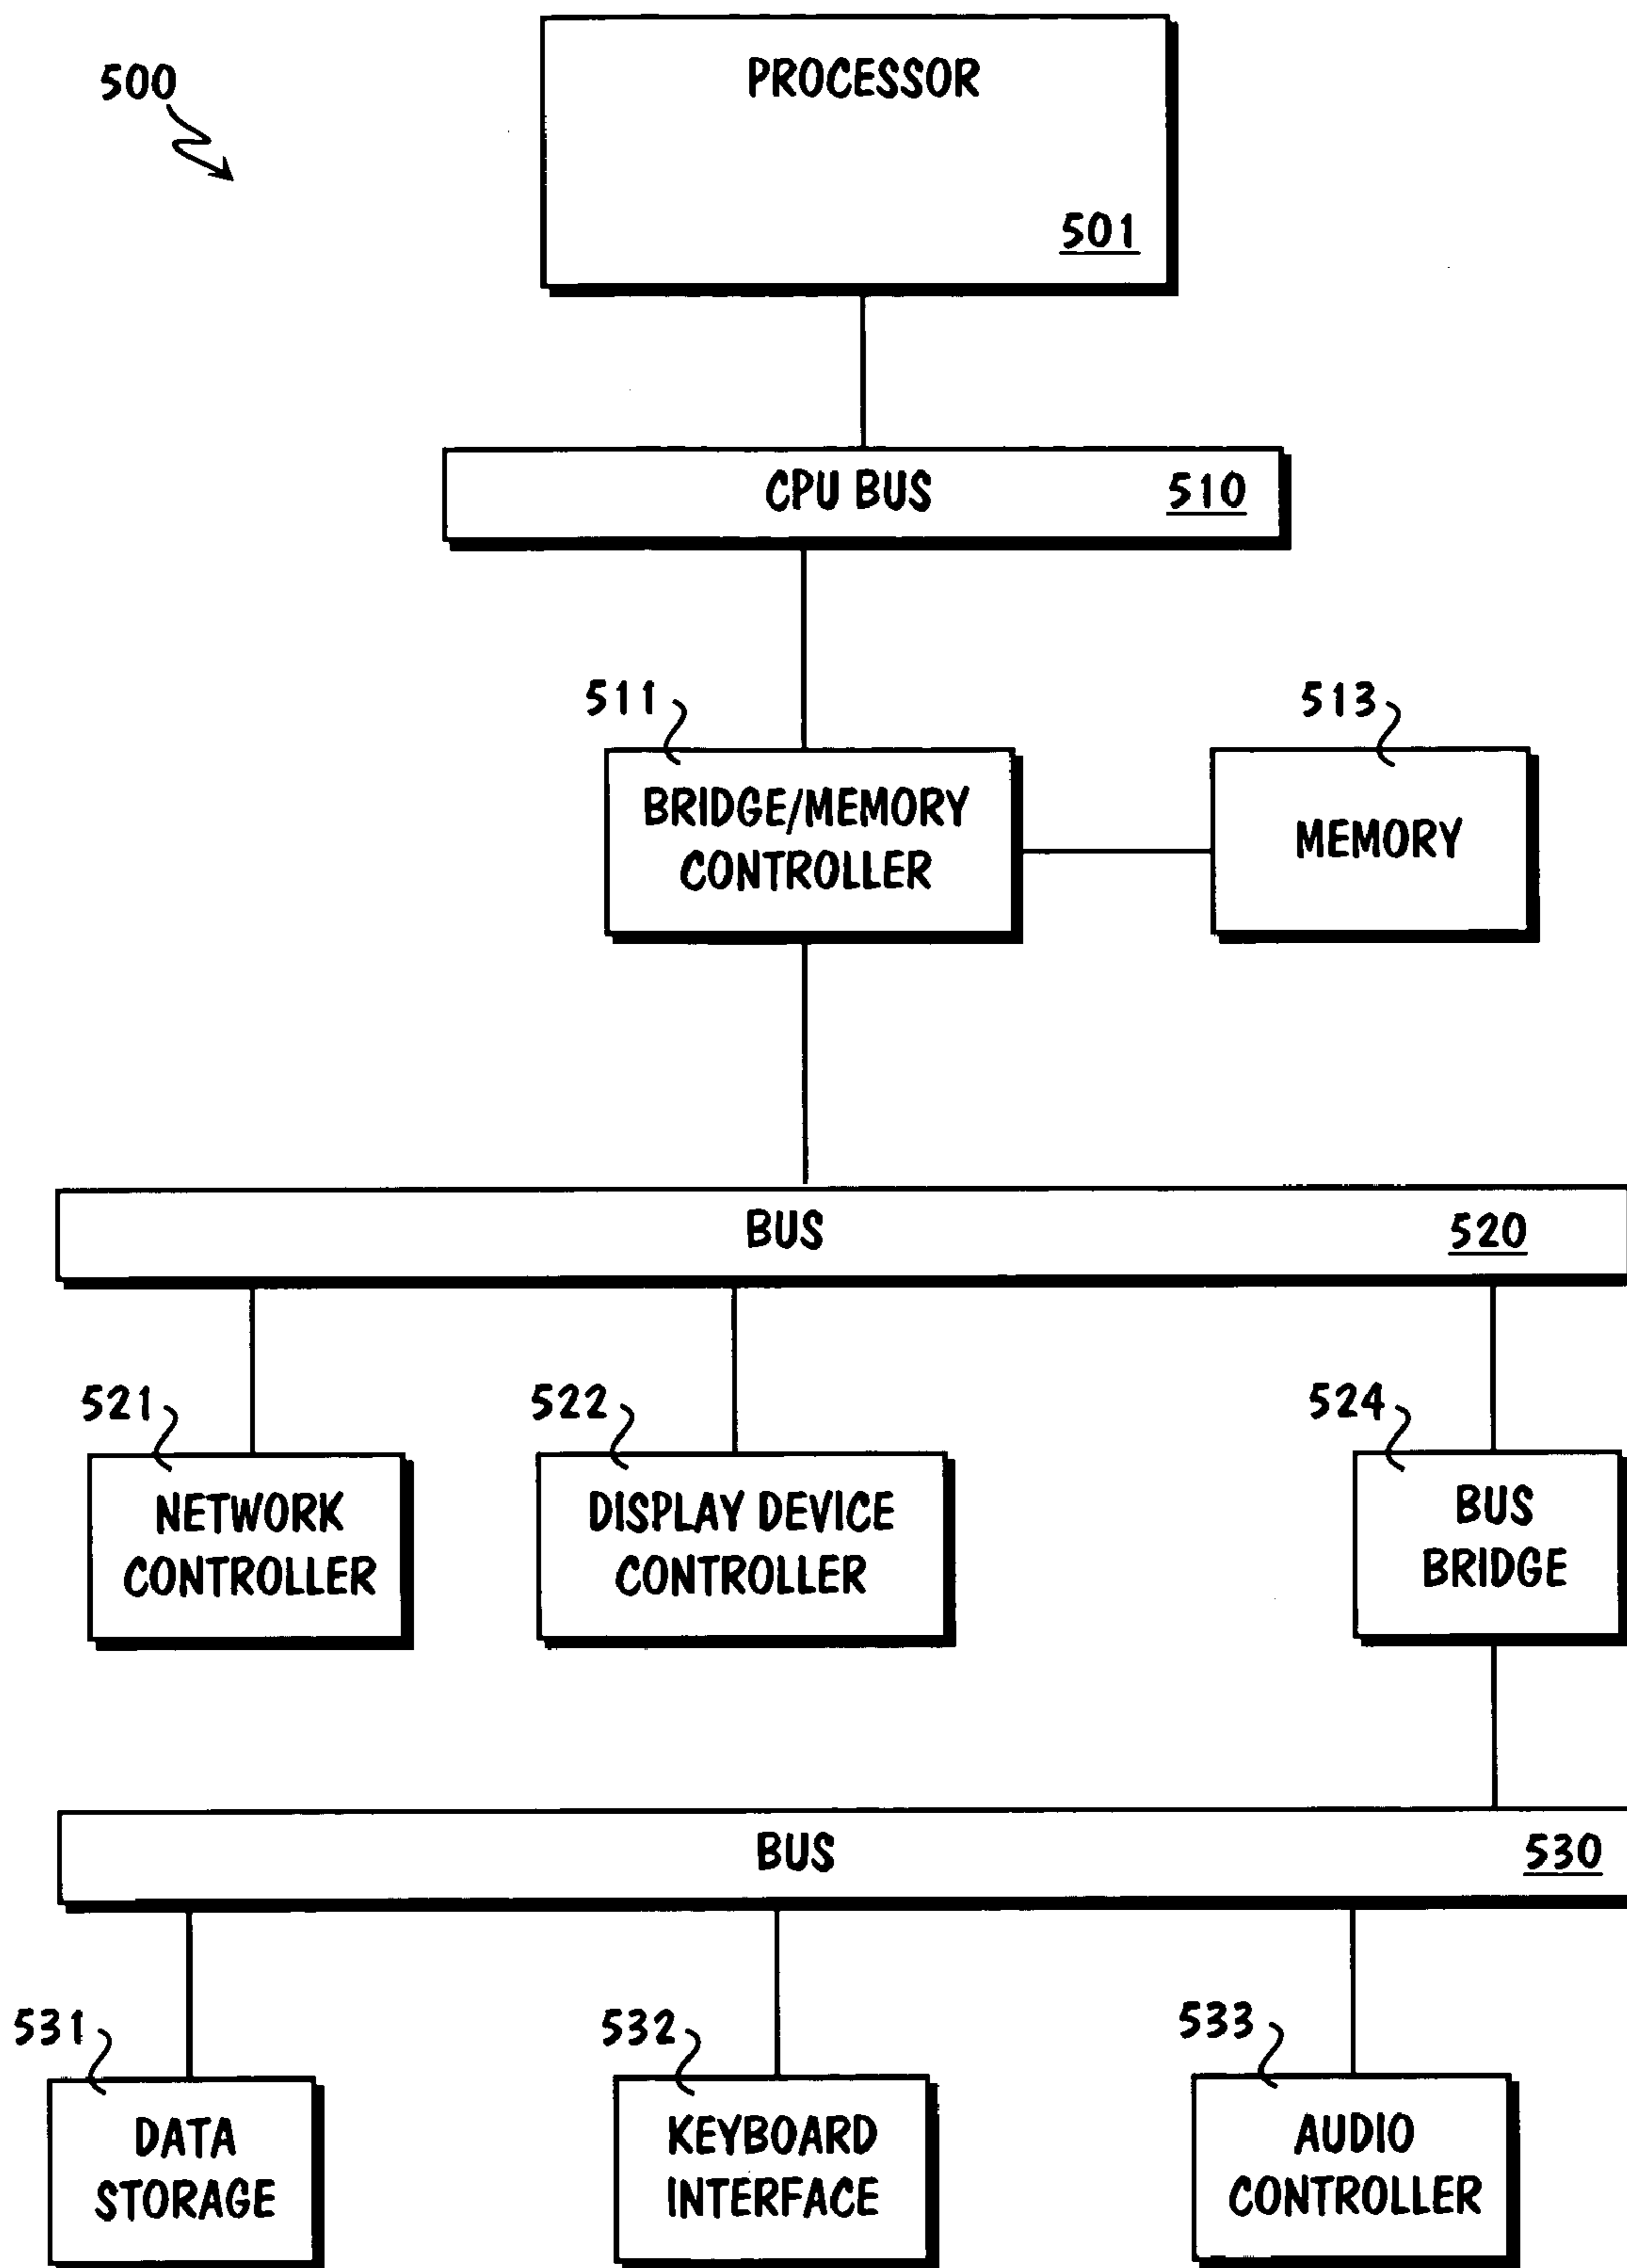 500
PROCESSOR
501
CPU BUS 510
511
513
BRIDGE/MEMORY
CONTROLLER
MEMORY
BUS 520
521
522
524
NETWORK
CONTROLLER
DISPLAY DEVICE
CONTROLLER
BUS
BRIDGE
BUS 530
531
532
533
DATA
STORAGE
KEYBOARD
INTERFACE
AUDIO
CONTROLLER